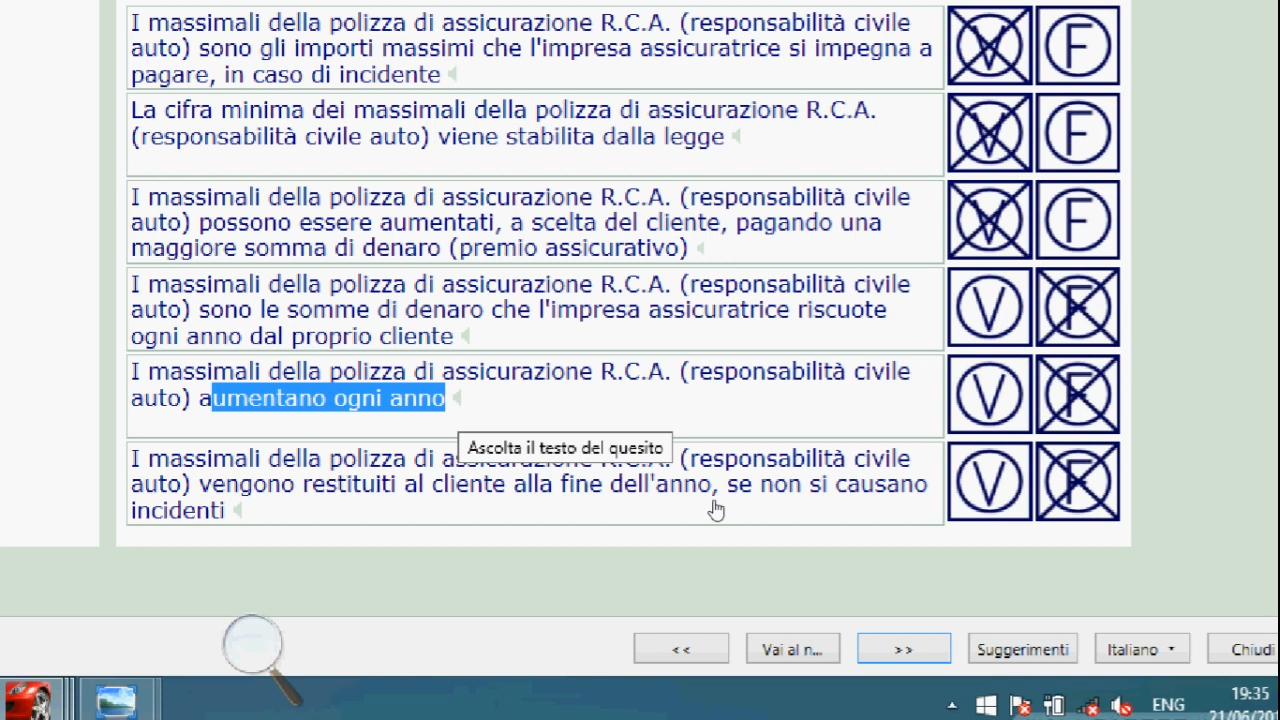 I massimali della polizza di assicurazione R.C.A. (responsabilità civile
auto) sono gli importi massimi che l'impresa assicuratrice si impegna a
pagare, in caso di incidente
V F
La cifra minima dei massimali della polizza di assicurazione R.C.A.
(responsabilità civile auto) viene stabilita dalla legge
V F
I massimali della polizza di assicurazione R.C.A. (responsabilità civile
auto) possono essere aumentati, a scelta del cliente, pagando una
maggiore somma di denaro (premio assicurativo)
V F
I massimali della polizza di assicurazione R.C.A. (responsabilità civile
auto) sono le somme di denaro che l'impresa assicuratrice riscuote
ogni anno dal proprio cliente
V F
I massimali della polizza di assicurazione R.C.A. (responsabilità civile
auto) aumentano ogni anno
V F
Ascolta il testo del quesito
I massimali della polizza di assicurazione R.C.A. (responsabilità civile
auto) vengono restituiti al cliente alla fine dell'anno, se non si causano
incidenti
V F
<< Vai al n... >> Suggerimenti Italiano Chiudi
ENG 19:35
21/06/20